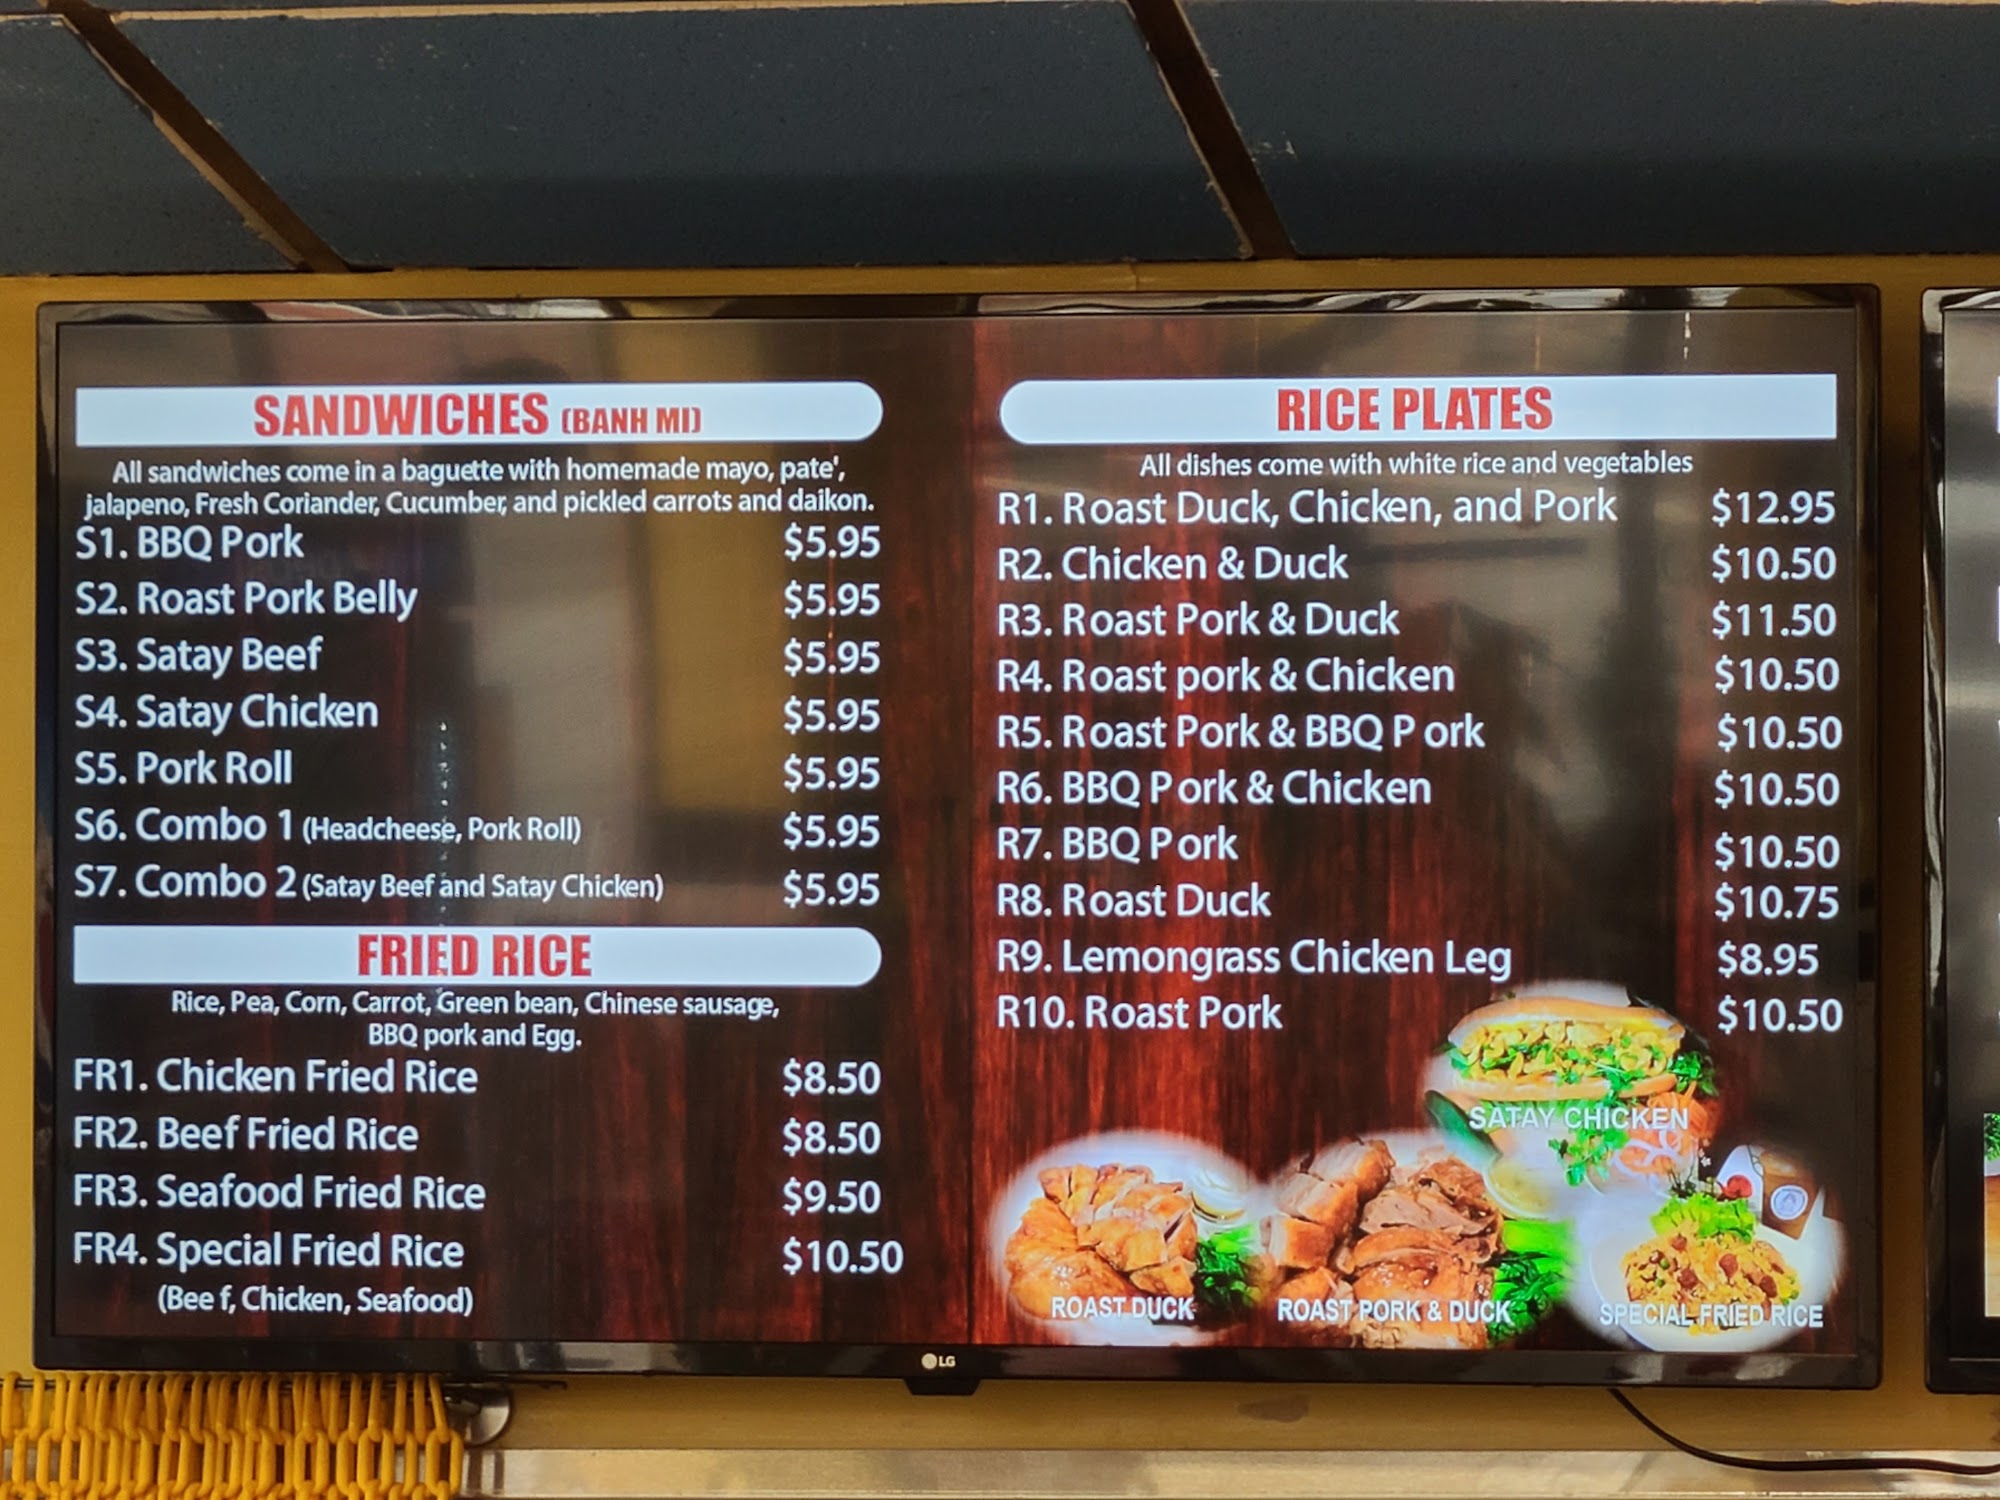 SANDWICHES (BANH MI)
All sandwiches come in a baguette with homemade mayo, pate',
jalapeno, Fresh Coriander, Cucumber, and pickled carrots and daikon.
S1. BBQ Pork $5.95
S2. Roast Pork Belly $5.95
S3. Satay Beef $5.95
S4. Satay Chicken $5.95
S5. Pork Roll $5.95
S6. Combo 1 (Headcheese, Pork Roll) $5.95
S7. Combo 2 (Satay Beef and Satay Chicken) $5.95
FRIED RICE
Rice, Pea, Corn, Carrot, Green bean, Chinese sausage,
BBQ pork and Egg.
FR1. Chicken Fried Rice $8.50
FR2. Beef Fried Rice $8.50
FR3. Seafood Fried Rice $9.50
FR4. Special Fried Rice $10.50
(Bee f, Chicken, Seafood)
RICE PLATES
All dishes come with white rice and vegetables
R1. Roast Duck, Chicken, and Pork $12.95
R2. Chicken & Duck $10.50
R3. Roast Pork & Duck $11.50
R4. Roast pork & Chicken $10.50
R5. Roast Pork & BBQ P ork $10.50
R6. BBQ Pork & Chicken $10.50
R7. BBQ Pork $10.50
R8. Roast Duck $10.75
R9. Lemongrass Chicken Leg $8.95
R10. Roast Pork $10.50
SATAY CHICKEN
ROAST DUCK
ROAST PORK & DUCK
SPECIAL FRIED RICE
LG